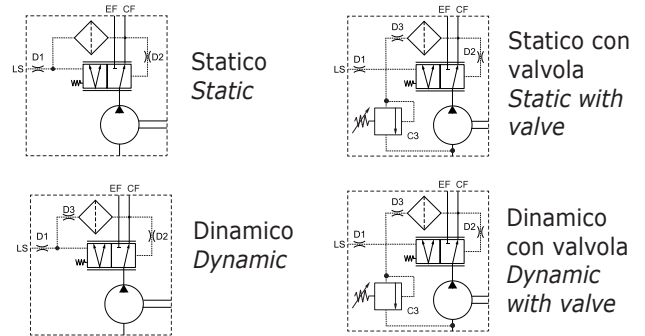 EF CF
D1
D2
LS
Statico
Static
EF CF
D3
D1
D2
LS
C3
Statico con
valvola
Static with
valve
EF CF
D3
D1
D2
LS
Dinamico
Dynamic
EF CF
D3
D1
D2
LS
C3
Dinamico
con valvola
Dynamic
with valve